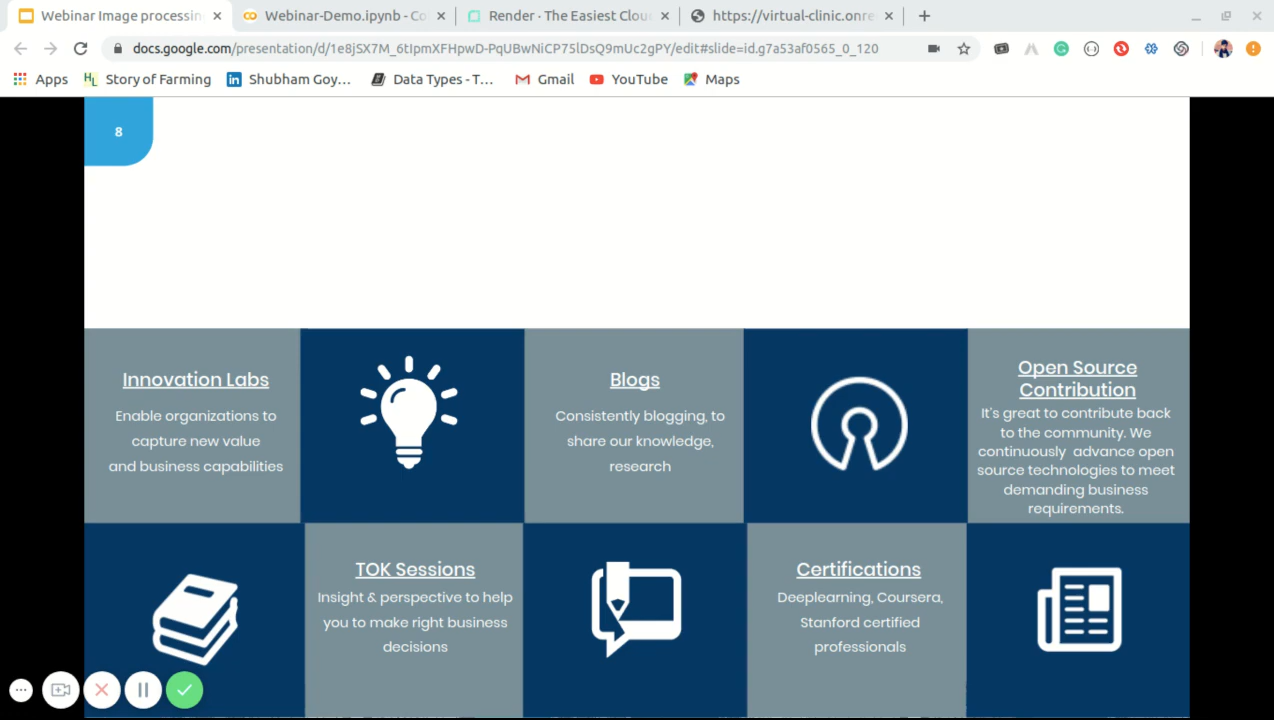 Webinar Image processin
Webinar-Demo.ipynb - Co
Render · The Easiest Clou
https://virtual-clinic.onre
docs.google.com/presentation/d/1e8jSX7M_6tIpmXFHpwD-PqUBwNiCP75lDsQ9mUc2gPY/edit#slide=id.g7a53af0565_0_120
Apps
Story of Farming
Shubham Goy...
Data Types - T...
Gmail
YouTube
Maps
8
Innovation Labs
Enable organizations to
capture new value
and business capabilities
Blogs
Consistently blogging, to
share our knowledge,
research
Open Source
Contribution
It's great to contribute back
to the community. We
continuously advance open
source technologies to meet
demanding business
requirements.
TOK Sessions
Insight & perspective to help
you to make right business
decisions
Certifications
Deeplearning, Coursera,
Stanford certified
professionals